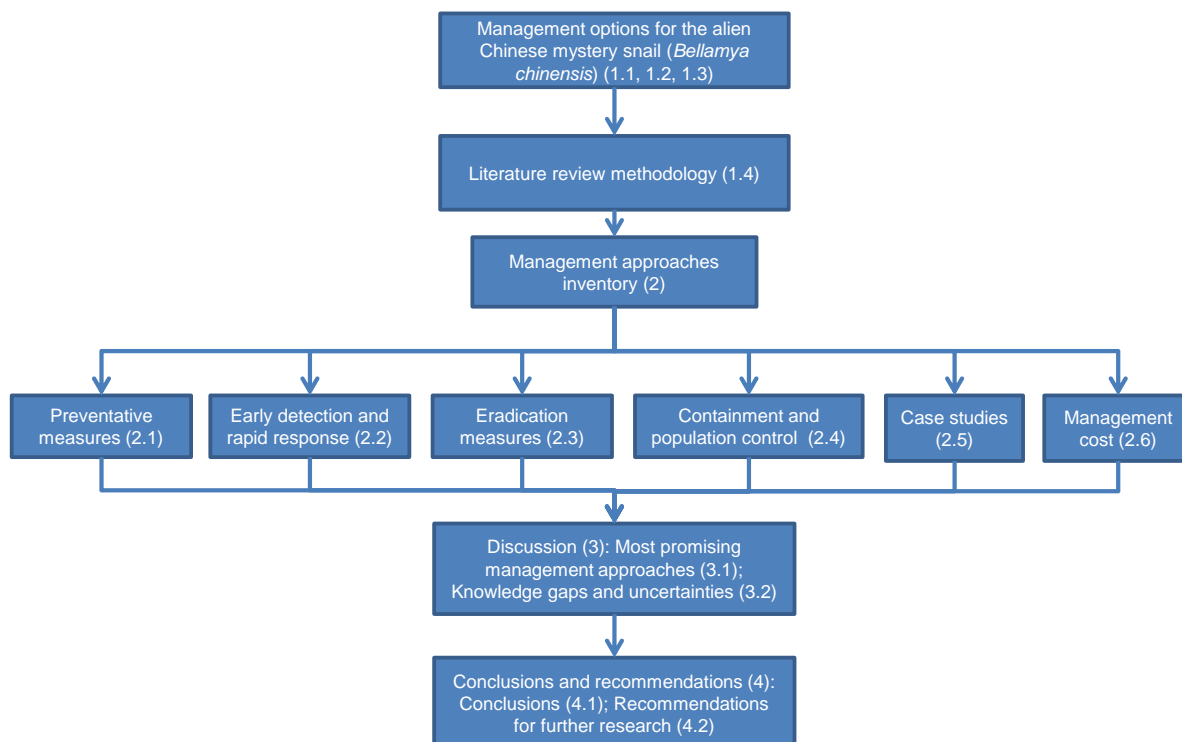 Management options for the alien
Chinese mystery snail (Bellamya
chinensis) (1.1, 1.2, 1.3)
Literature review methodology (1.4)
Management approaches
inventory (2)
Preventative
measures (2.1)
Early detection and
rapid response (2.2)
Eradication
measures (2.3)
Containment and
population control (2.4)
Case studies
(2.5)
Management
cost (2.6)
Discussion (3): Most promising
management approaches (3.1);
Knowledge gaps and uncertainties (3.2)
Conclusions and recommendations (4):
Conclusions (4.1); Recommendations
for further research (4.2)